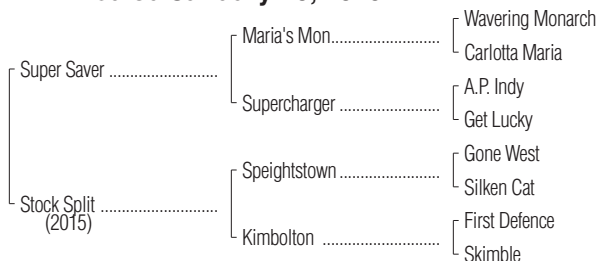 Wavering Monarch
Maria's Mon
Carlotta Maria
Super Saver
A.P. Indy
Supercharger
Get Lucky
Gone West
Speightstown
Silken Cat
Stock Split
(2015)
First Defence
Kimbolton
Skimble